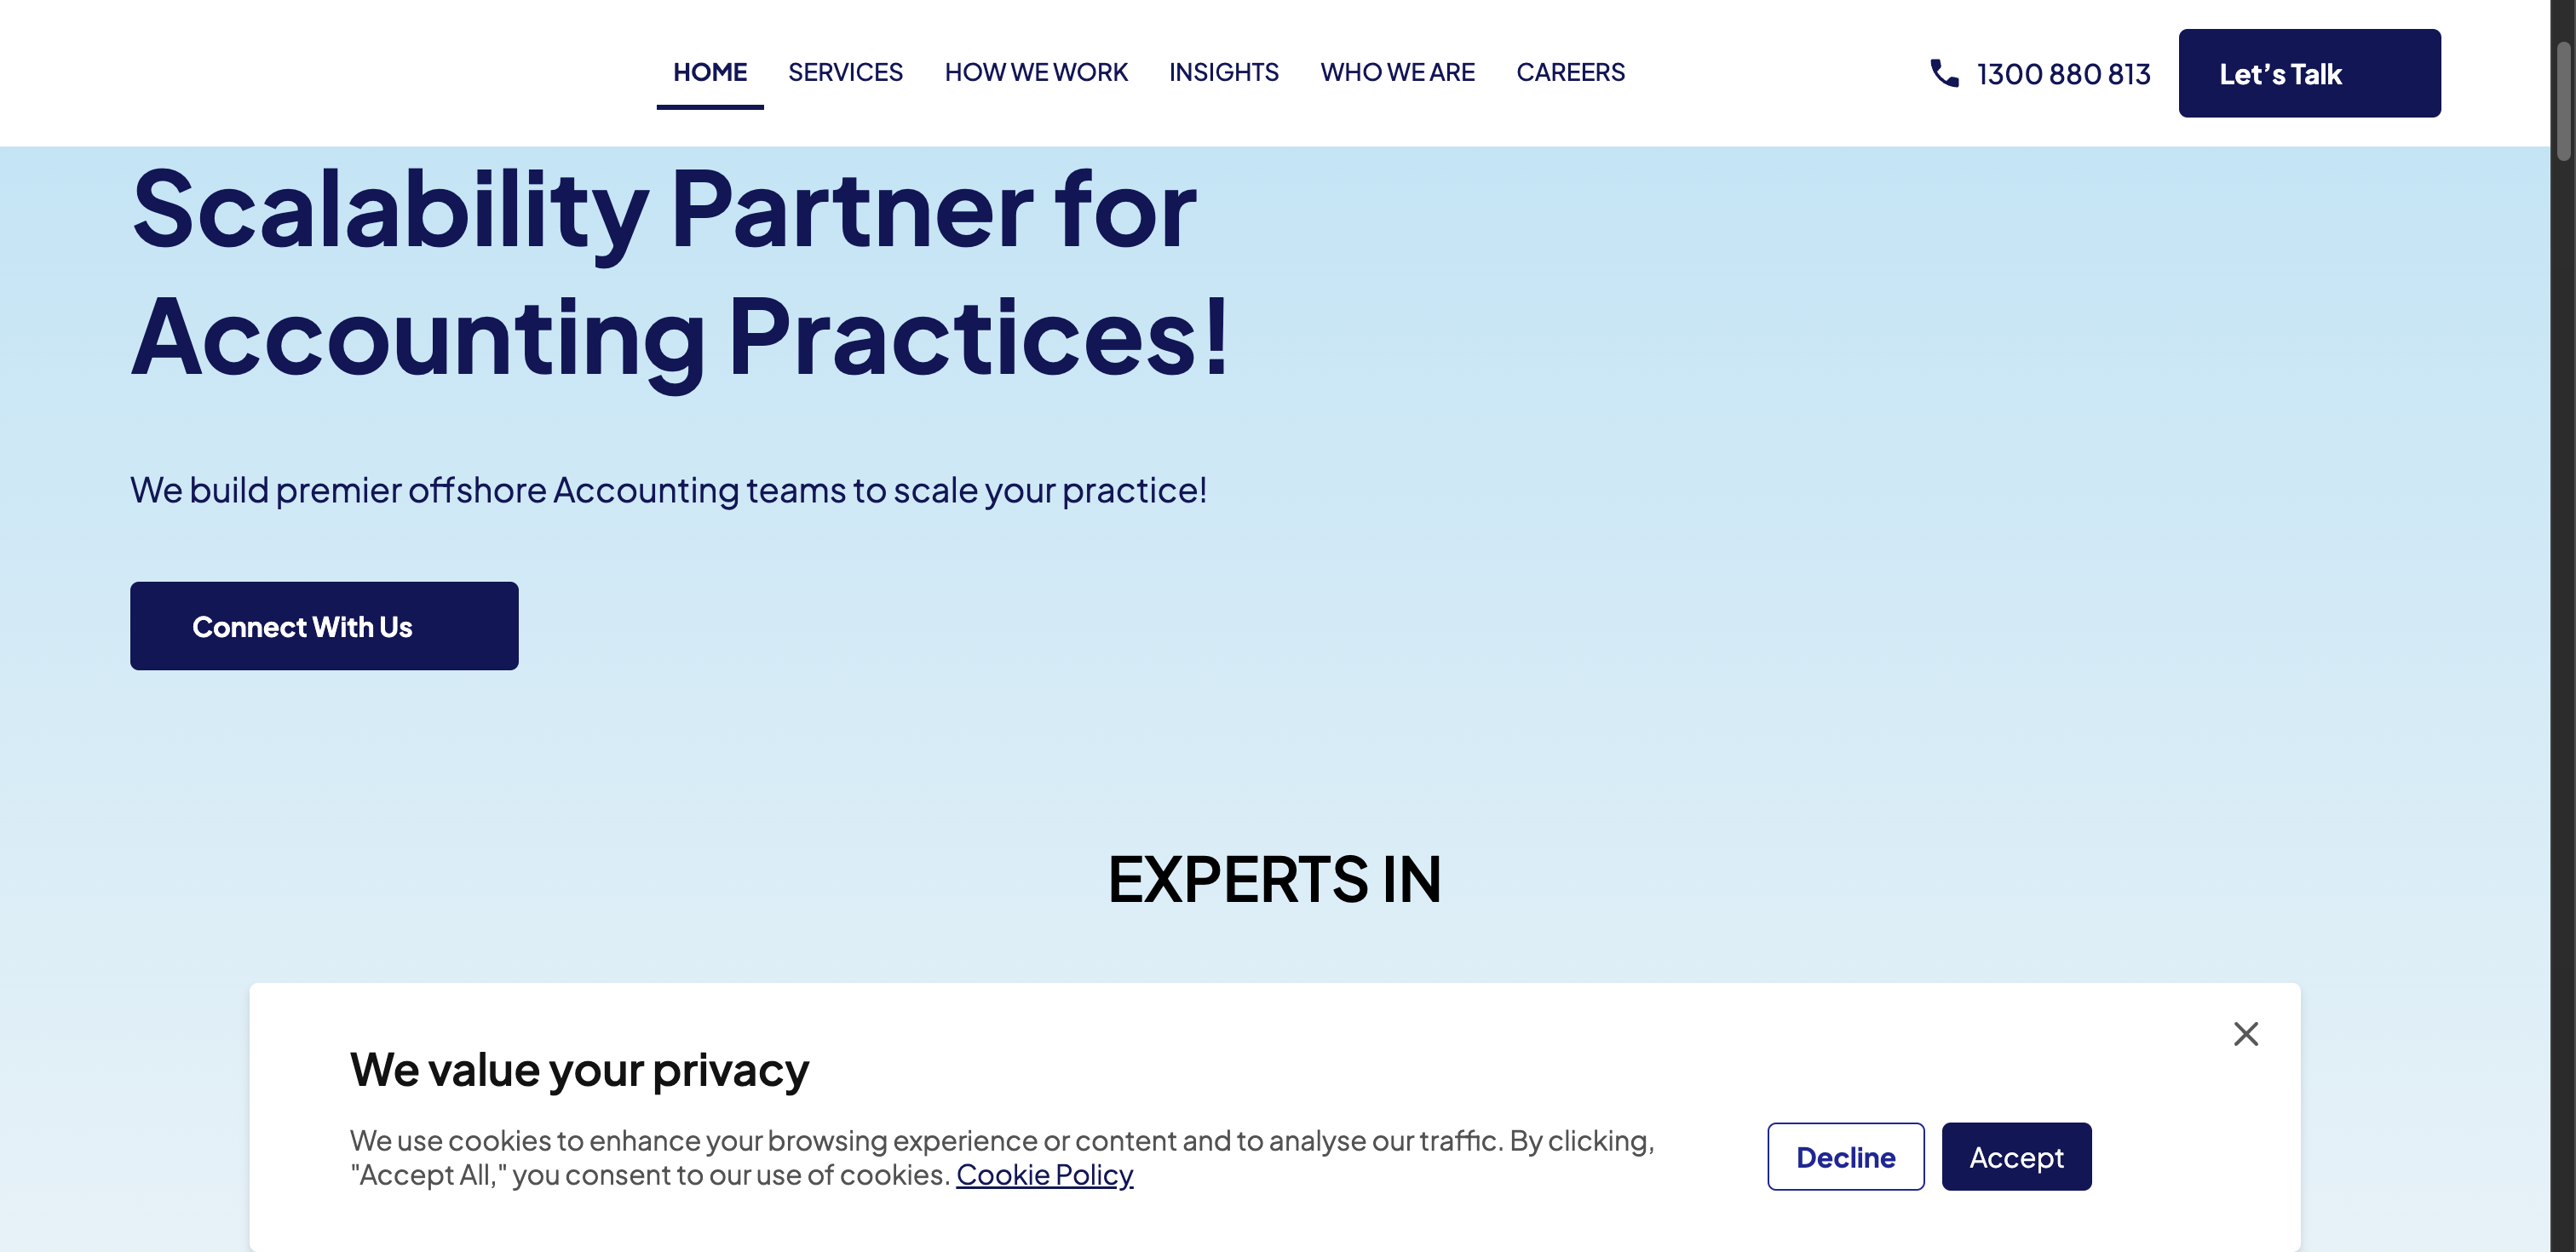 HOME SERVICES HOW WE WORK INSIGHTS WHO WE ARE CAREERS 1300 880 813 Let’s Talk
Scalability Partner for
Accounting Practices!
We build premier offshore Accounting teams to scale your practice!
Connect With Us
EXPERTS IN
We value your privacy
We use cookies to enhance your browsing experience or content and to analyse our traffic. By clicking,
"Accept All," you consent to our use of cookies. Cookie Policy
Decline Accept